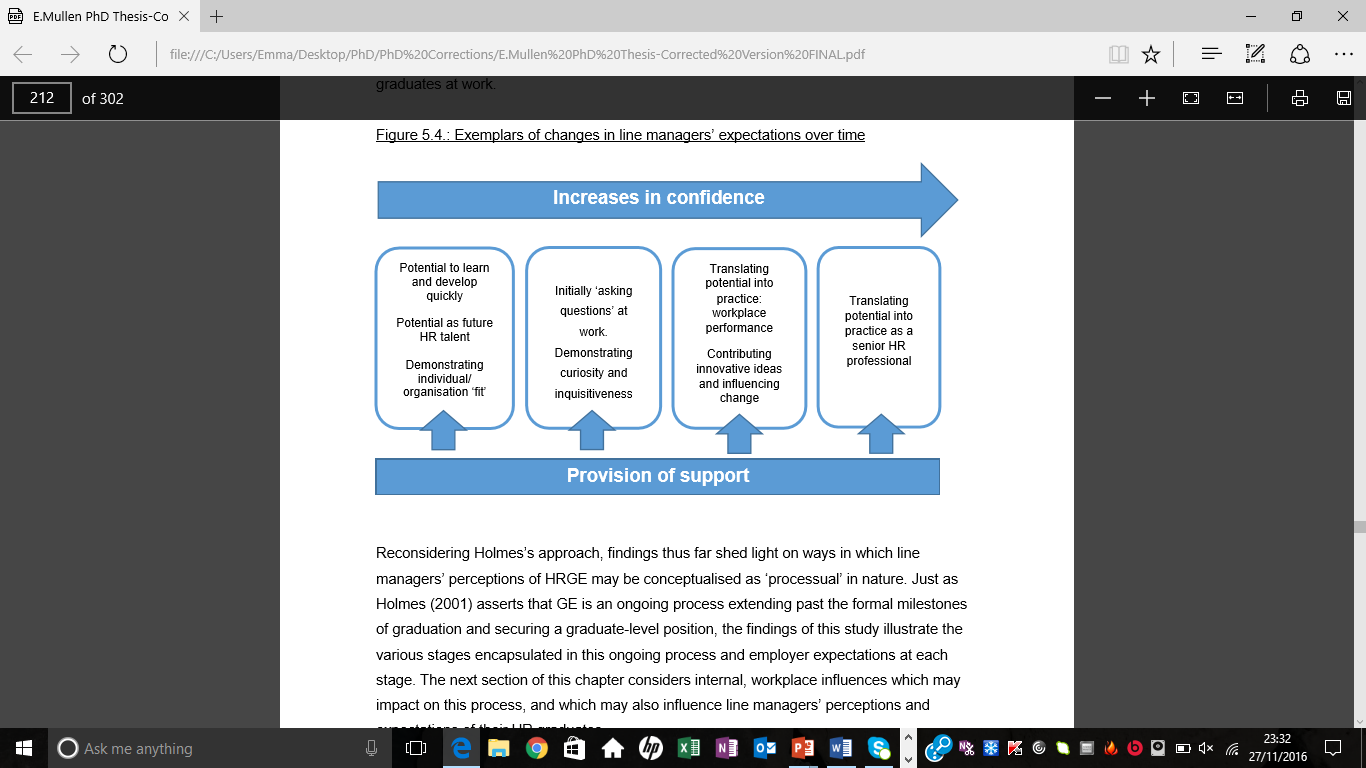 E.Mullen PhD Thesis-Co
file:///C:/Users/Emma/Desktop/PhD/PhD%20Corrections/E.Mullen%20PhD%20Thesis-Corrected%20Version%20FINAL.pdf
212 of 302
graduates at work.
Figure 5.4.: Exemplars of changes in line managers’ expectations over time
Increases in confidence
Potential to learn
and develop
quickly
Potential as future
HR talent
Demonstrating
individual/
organisation ‘fit’
Initially ‘asking
questions’ at
work.
Demonstrating
curiosity and
inquisitiveness
Translating
potential into
practice:
workplace
performance
Contributing
innovative ideas
and influencing
change
Translating
potential into
practice as a
senior HR
professional
Provision of support
Reconsidering Holmes’s approach, findings thus far shed light on ways in which line
managers’ perceptions of HRGE may be conceptualised as ‘processual’ in nature. Just as
Holmes (2001) asserts that GE is an ongoing process extending past the formal milestones
of graduation and securing a graduate-level position, the findings of this study illustrate the
various stages encapsulated in this ongoing process and employer expectations at each
stage. The next section of this chapter considers internal, workplace influences which may
impact on this process, and which may also influence line managers’ perceptions and
expectations of their HR graduates
Ask me anything
23:32
27/11/2016